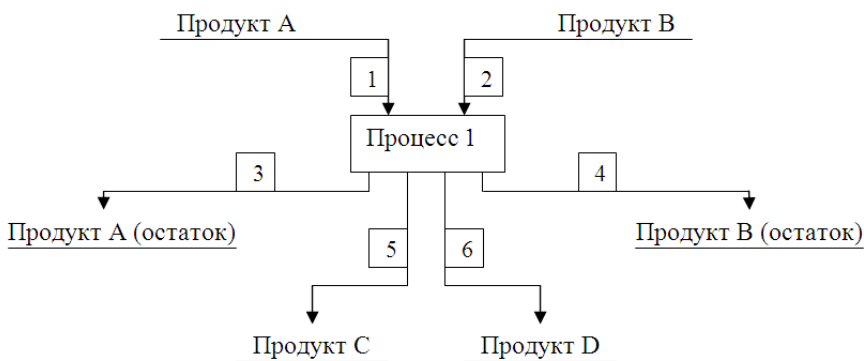 Продукт A
Продукт B
1
2
Процесс 1
3
4
Продукт A (остаток)
Продукт B (остаток)
5
6
Продукт C
Продукт D